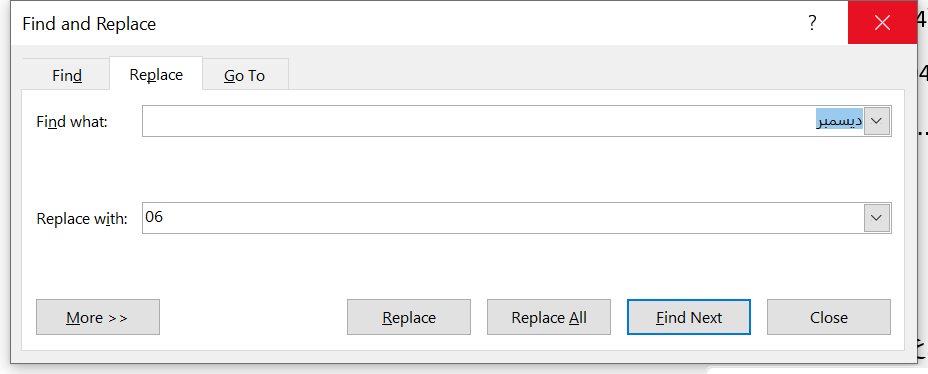 Find and Replace
?
Find
Replace
Go To
Find what:
ديسمبر
Replace with:
06
More >>
Replace
Replace All
Find Next
Close